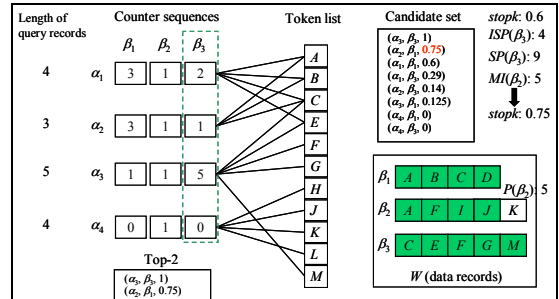 Length of query records
Counter sequences
β1 β2 β3
4 α1 3 1 2
3 α2 3 1 1
5 α3 1 1 5
4 α4 0 1 0
Top-2
(α3, β3, 1)
(α2, β1, 0.75)
Token list
A
B
C
E
F
G
H
J
K
L
M
Candidate set
(α3, β3, 1)
(α2, β1, 0.75)
(α1, β1, 0.6)
(α1, β3, 0.29)
(α2, β3, 0.14)
(α3, β1, 0.125)
(α4, β1, 0)
(α4, β3, 0)
stopk: 0.6
ISP(β3): 4
SP(β3): 9
MI(β2): 5
stopk: 0.75
β1 A B C D
P(β2): 5
β2 A F I J K
β3 C E F G M
W (data records)